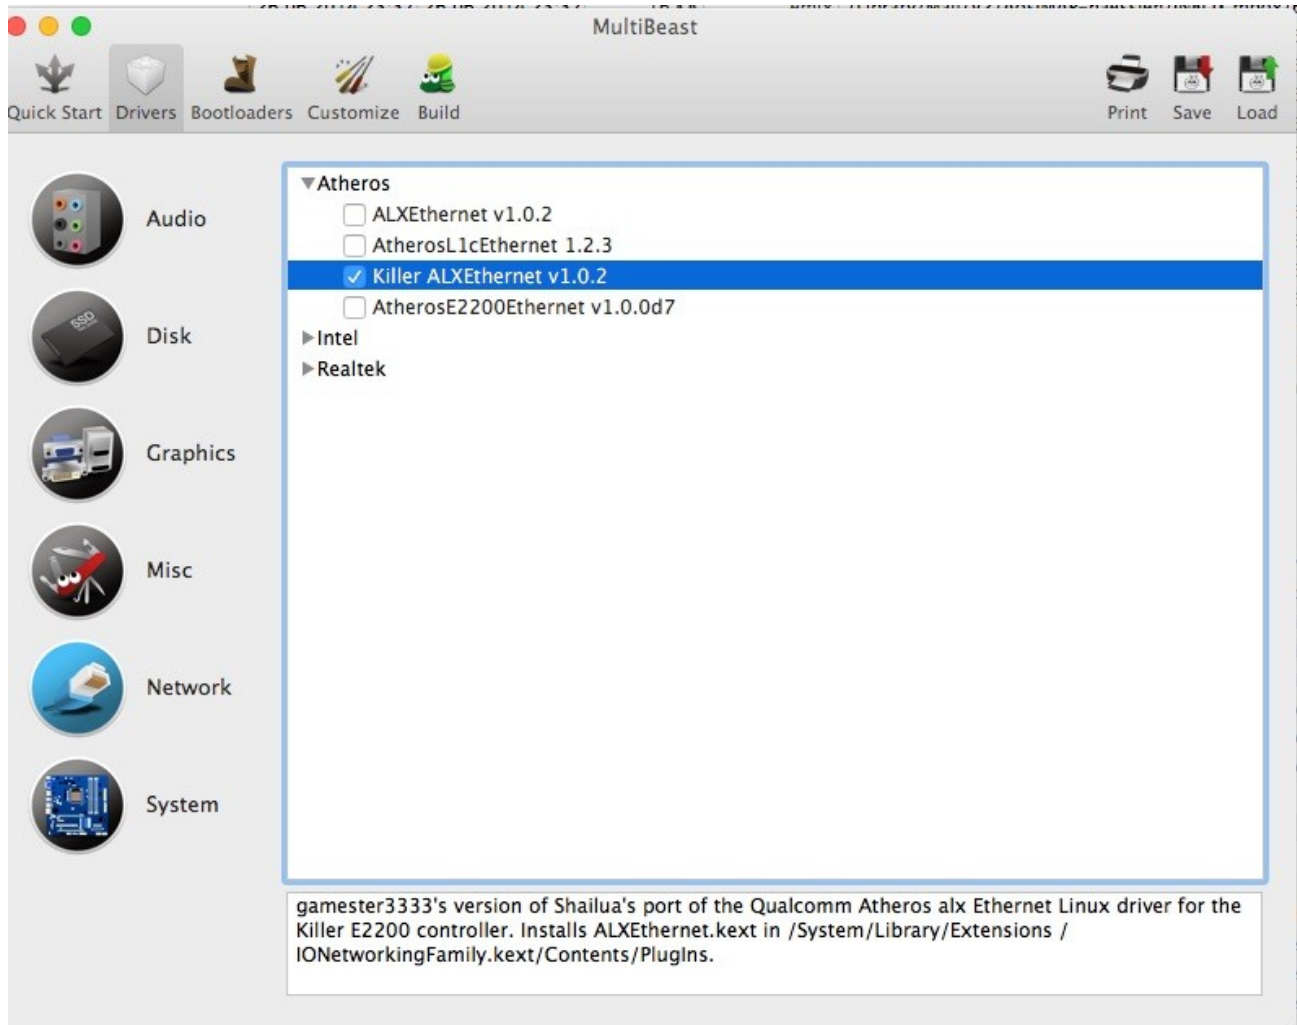 MultiBeast
Quick Start Drivers Bootloaders Customize Build Print Save Load
Audio
Disk
SSD
Graphics
Misc
Network
System
Atheros
ALXEthernet v1.0.2
AtherosL1cEthernet 1.2.3
Killer ALXEthernet v1.0.2
AtherosE2200Ethernet v1.0.0d7
Intel
Realtek
gamester3333's version of Shailua's port of the Qualcomm Atheros alx Ethernet Linux driver for the
Killer E2200 controller. Installs ALXEthernet.kext in /System/Library/Extensions /
IONetworkingFamily.kext/Contents/PlugIns.